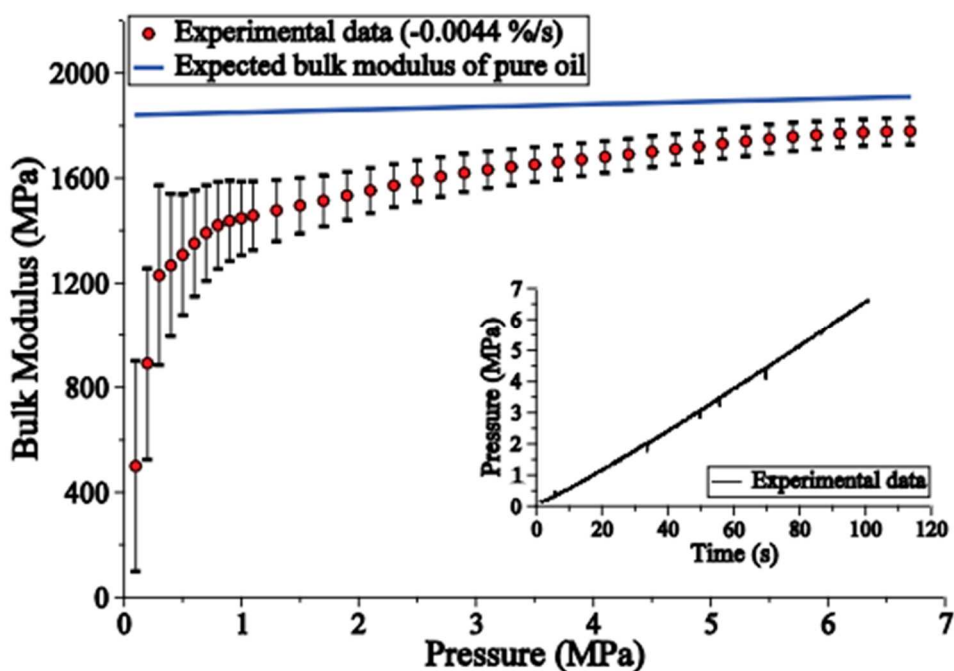 Experimental data (-0.0044 %/s)
Expected bulk modulus of pure oil
2000
1600
1200
800
400
0
Bulk Modulus (MPa)
0 1 2 3 4 5 6 7
Pressure (MPa)
7
6
5
4
3
2
1
0
Pressure (MPa)
Experimental data
0 20 40 60 80 100 120
Time (s)